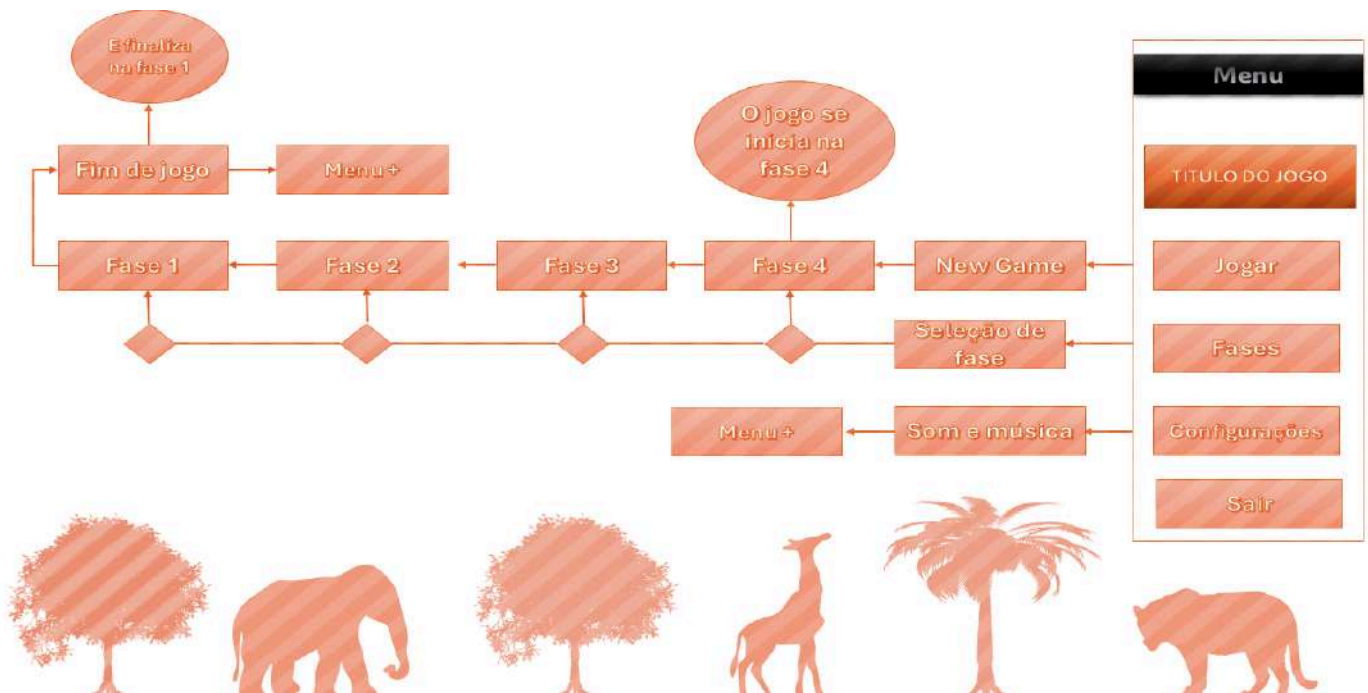 E finaliza
na fase 1
Menu
O jogo se
inicia na
fase 4
Fim de jogo
Menu +
TITULO DO JOGO
Fase 1
Fase 2
Fase 3
Fase 4
New Game
Jogar
Seleção de
fase
Fases
Menu +
Som e música
Configurações
Sair